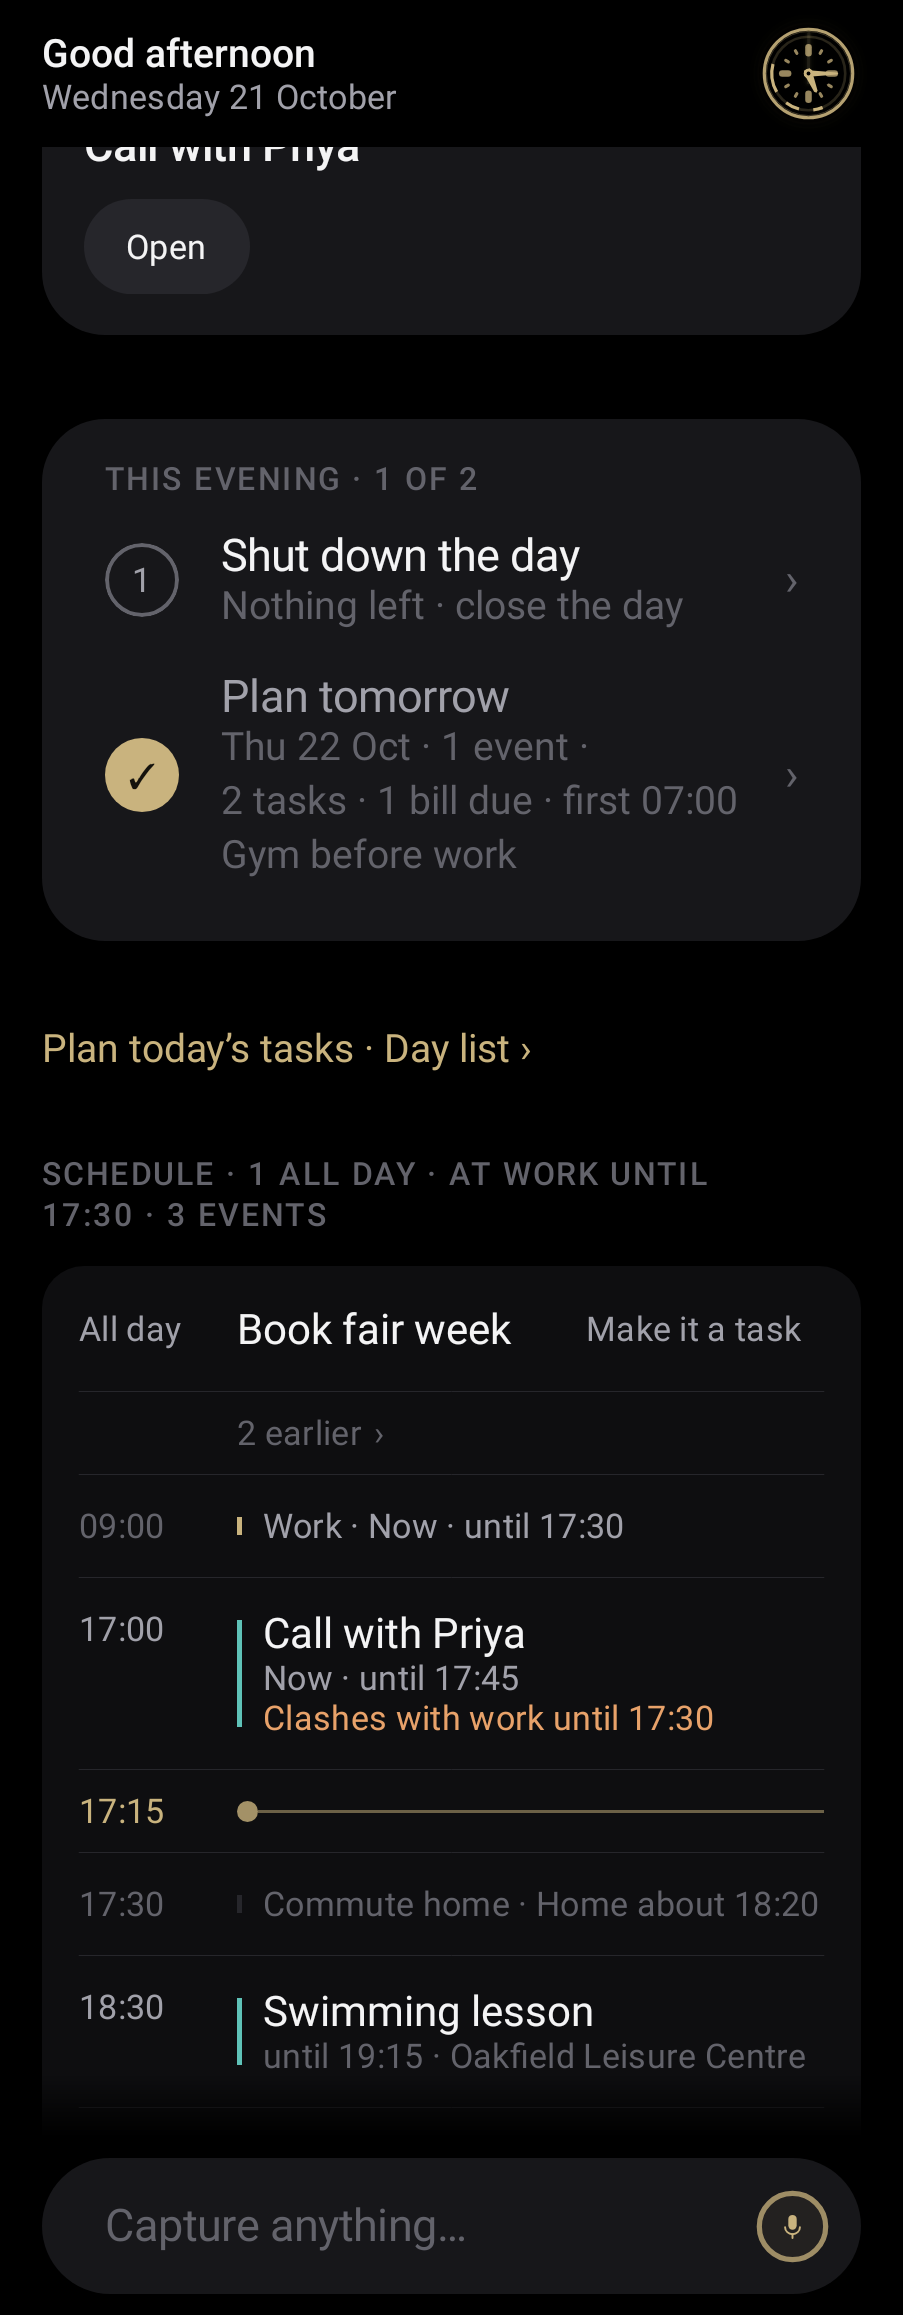 Good afternoon
Wednesday 21 October
Call with Priya
Open
THIS EVENING · 1 OF 2
1
Shut down the day
Nothing left · close the day
›
Plan tomorrow
Thu 22 Oct · 1 event ·
2 tasks · 1 bill due · first 07:00
Gym before work
✓
›
Plan today’s tasks · Day list ›
SCHEDULE · 1 ALL DAY · AT WORK UNTIL
17:30 · 3 EVENTS
All day Book fair week Make it a task
2 earlier ›
09:00 Work · Now · until 17:30
17:00 Call with Priya
Now · until 17:45
Clashes with work until 17:30
17:15
17:30 Commute home · Home about 18:20
18:30 Swimming lesson
until 19:15 · Oakfield Leisure Centre
Capture anything...